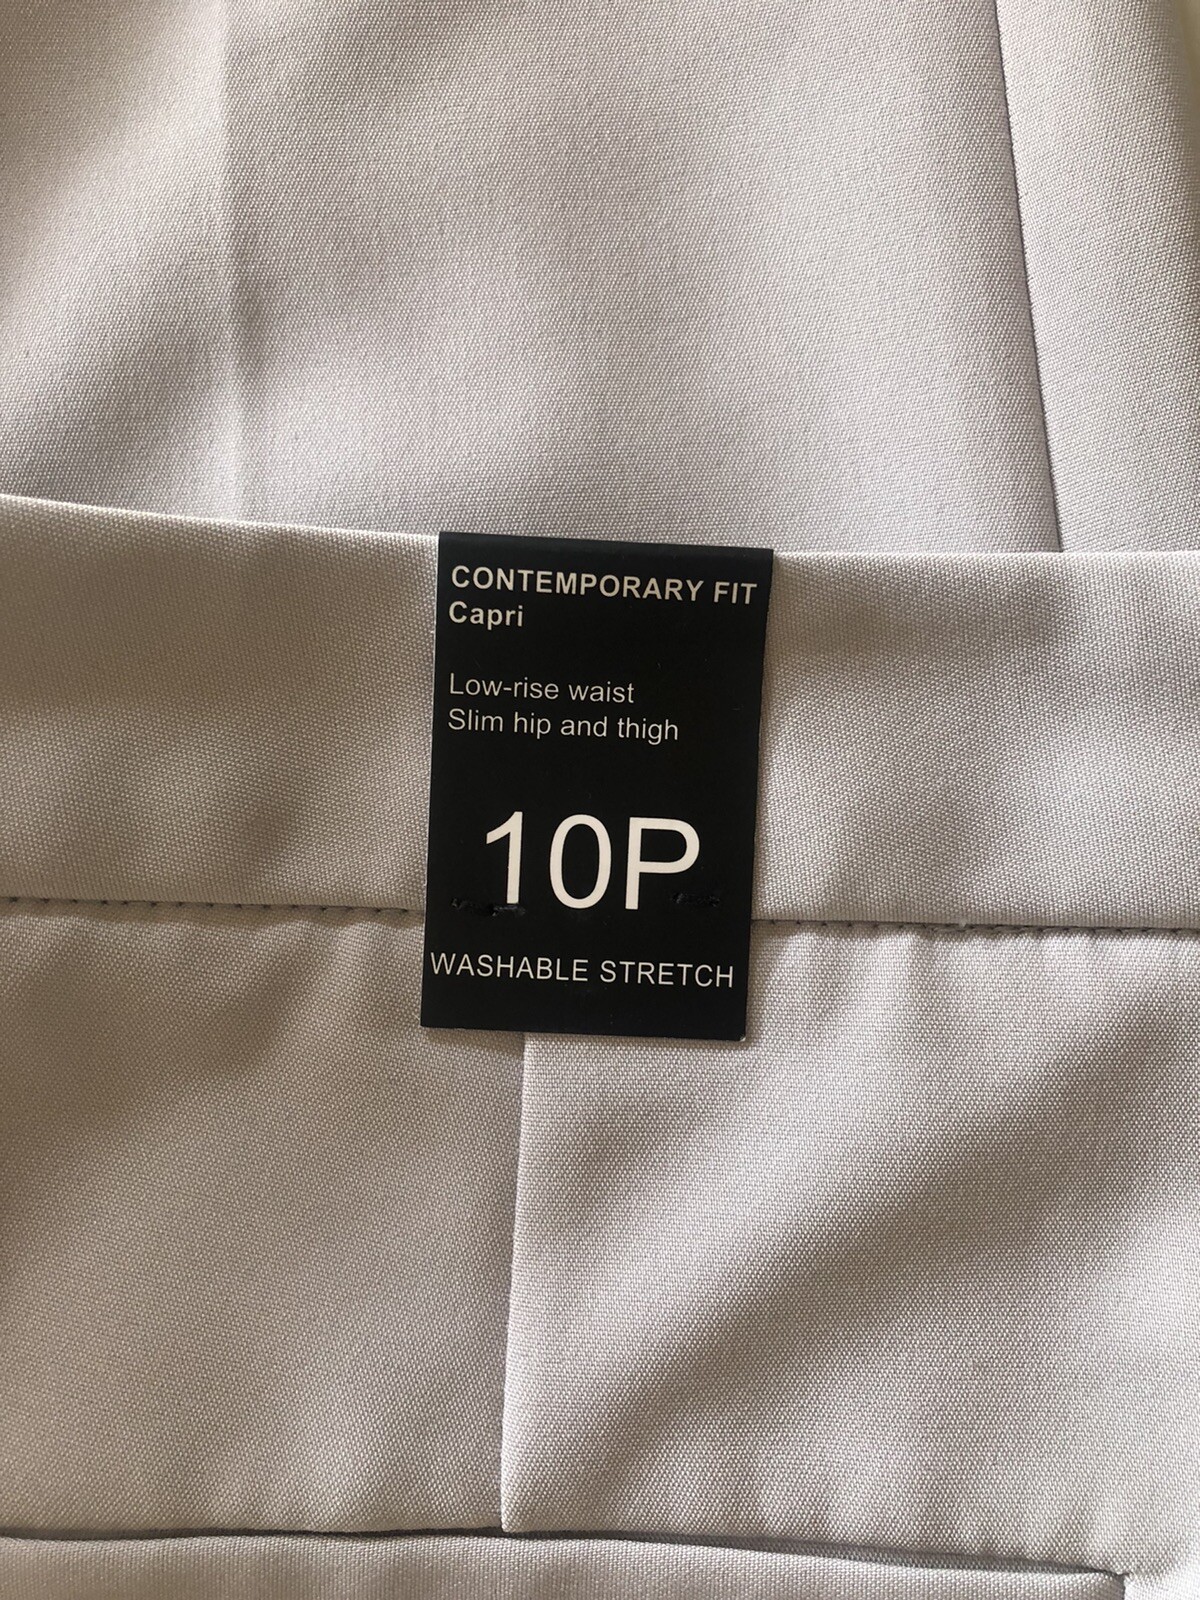 CONTEMPORARY FIT
Capri
Low-rise waist
Slim hip and thigh
10P
WASHABLE STRETCH